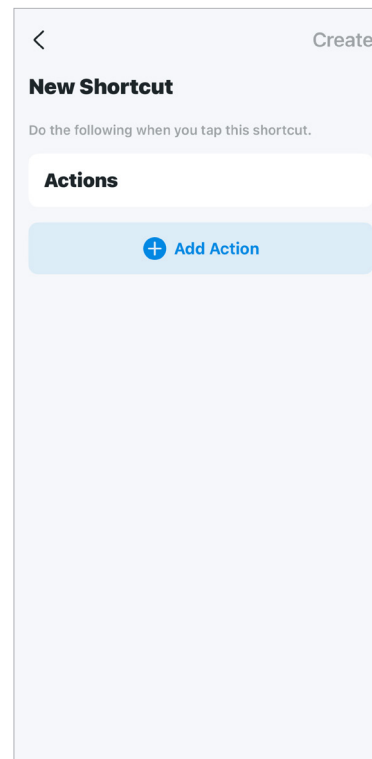 Create
New Shortcut
Do the following when you tap this shortcut.
Actions
Add Action